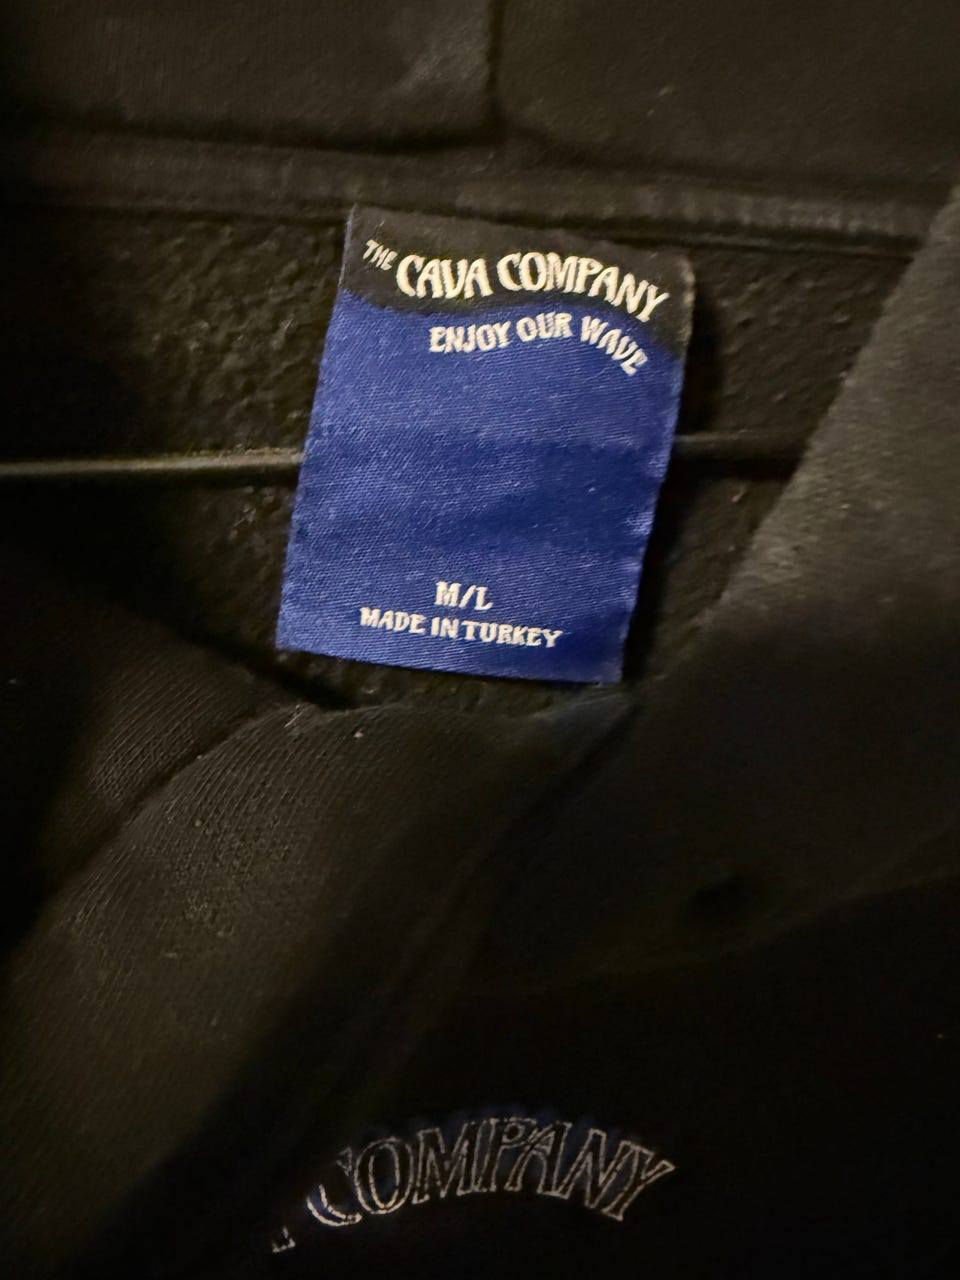 THE CAVA COMPANY
ENJOY OUR WAVE
M/L
MADE IN TURKEY
COMPANY